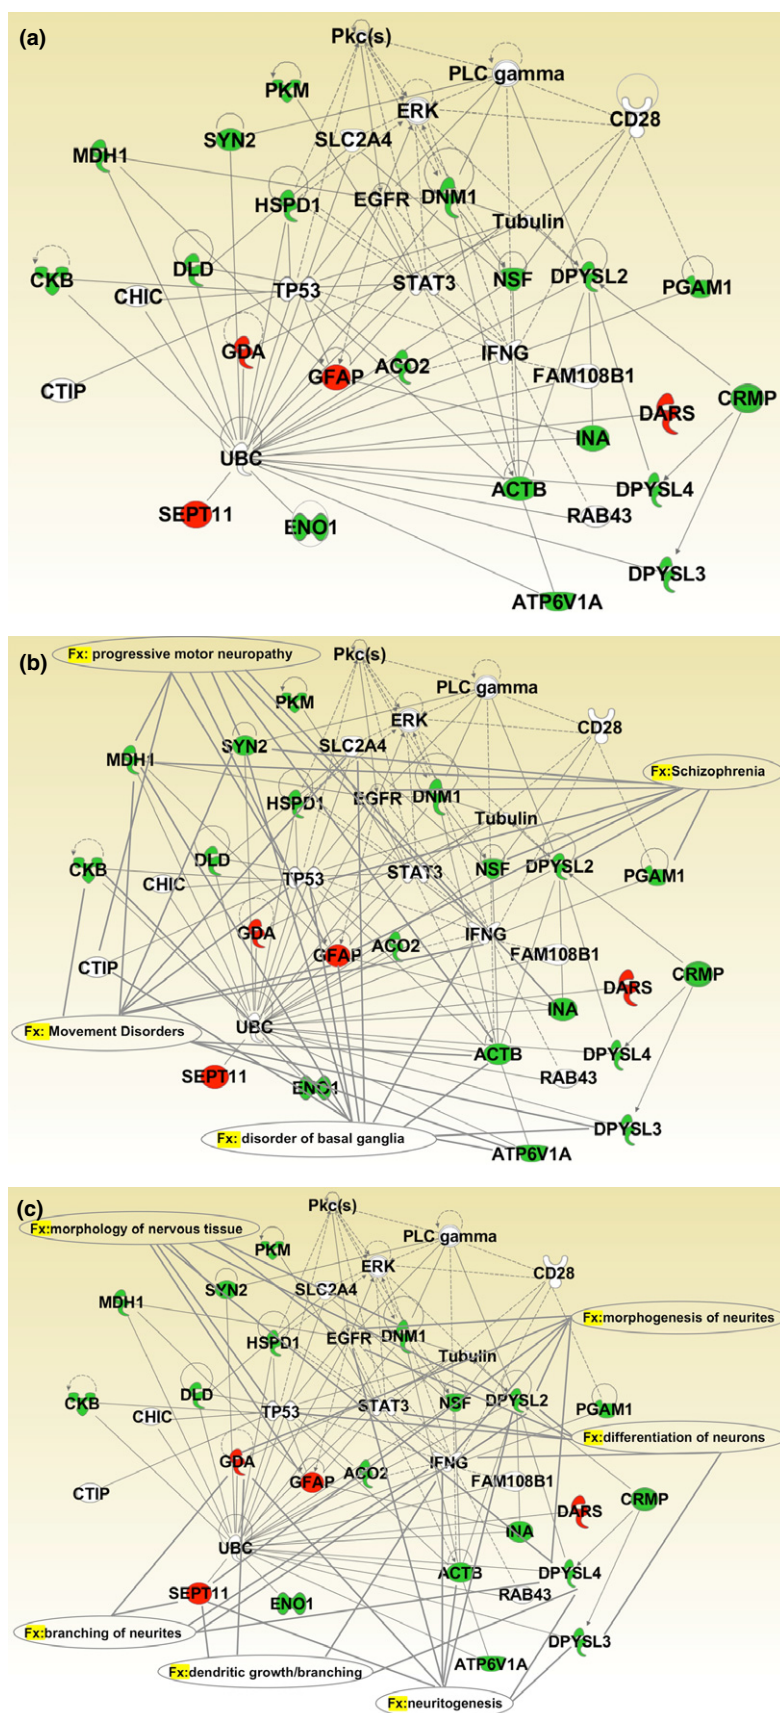 (a)
Pkc(s)
PLC gamma
PKM
ERK
CD28
SYN2
SLC2A4
MDH1
HSPD1
EGFR
DNM1
Tubulin
CKB
DLD
CHIC
TP53
STAT3
NSF
DPYSL2
PGAM1
GDA
IFNG
CTIP
GFAP
ACO2
FAM108B1
CRMP
DARS
UBC
INA
SEPT11
ENO1
ACTB
DPYSL4
RAB43
DPYSL3
ATP6V1A
(b)
Fx: progressive motor neuropathy
Pkc(s)
PLC gamma
PKM
ERK
CD28
SYN2
SLC2A4
MDH1
Fx:Schizophrenia
HSPD1
EGFR
DNM1
Tubulin
CKB
DLD
CHIC
TP53
STAT3
NSF
DPYSL2
PGAM1
GDA
IFNG
CTIP
GFAP
ACO2
FAM108B1
CRMP
DARS
Fx: Movement Disorders
UBC
INA
SEPT11
ENO1
ACTB
DPYSL4
RAB43
Fx: disorder of basal ganglia
DPYSL3
ATP6V1A
(c)
Fx:morphology of nervous tissue
Pkc(s)
PLC gamma
PKM
ERK
CD28
SYN2
SLC2A4
MDH1
Fx:morphogenesis of neurites
HSPD1
EGFR
DNM1
Tubulin
CKB
DLD
CHIC
TP53
STAT3
NSF
DPYSL2
PGAM1
Fx:differentiation of neurons
GDA
IFNG
CTIP
GFAP
ACO2
FAM108B1
CRMP
DARS
UBC
INA
SEPT11
ENO1
ACTB
DPYSL4
RAB43
Fx:branching of neurites
DPYSL3
Fx:dendritic growth/branching
ATP6V1A
Fx:neuritogenesis